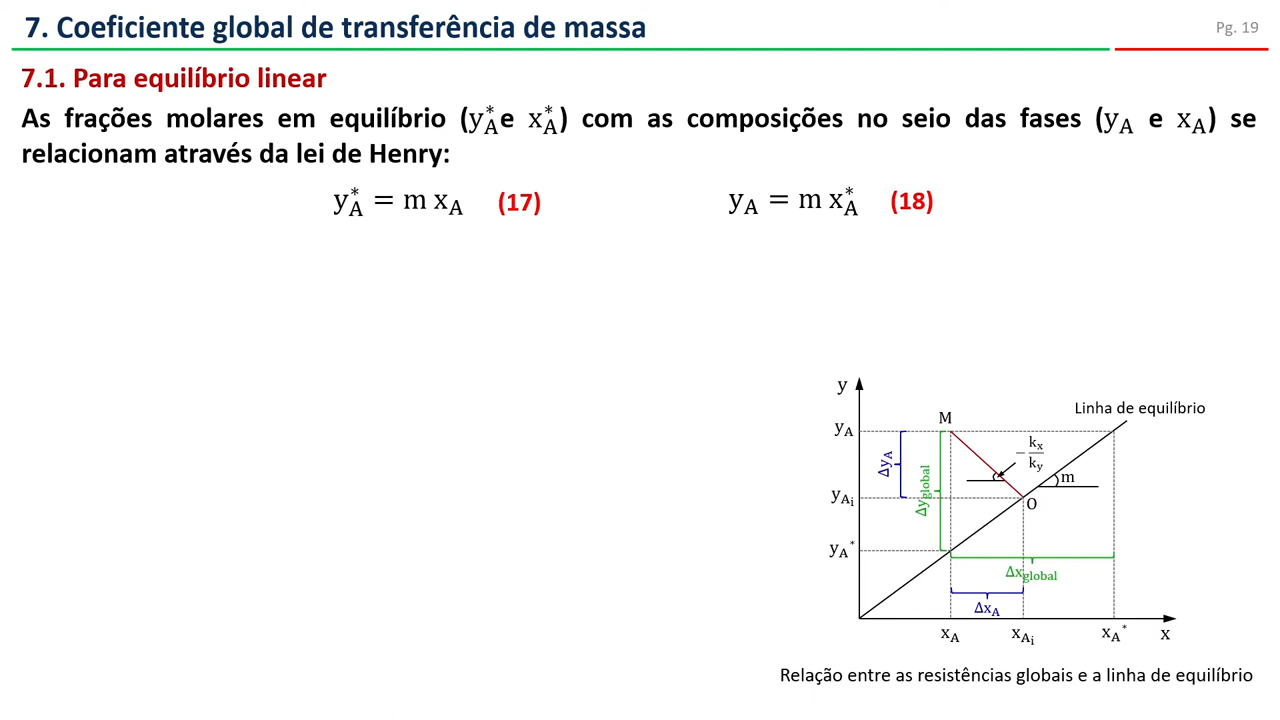 7. Coeficiente global de transferência de massa
Pg. 19
7.1. Para equilíbrio linear
As frações molares em equilíbrio (y*Ae x*A) com as composições no seio das fases (yA e xA) se
relacionam através da lei de Henry:
y*A = m xA (17)
yA = m x*A (18)
y
Linha de equilíbrio
M
yA
−kx/ky
ΔyA
Δyglobal
m
yAi
O
yA*
Δxglobal
ΔxA
xA
xAi
xA*
x
Relação entre as resistências globais e a linha de equilíbrio